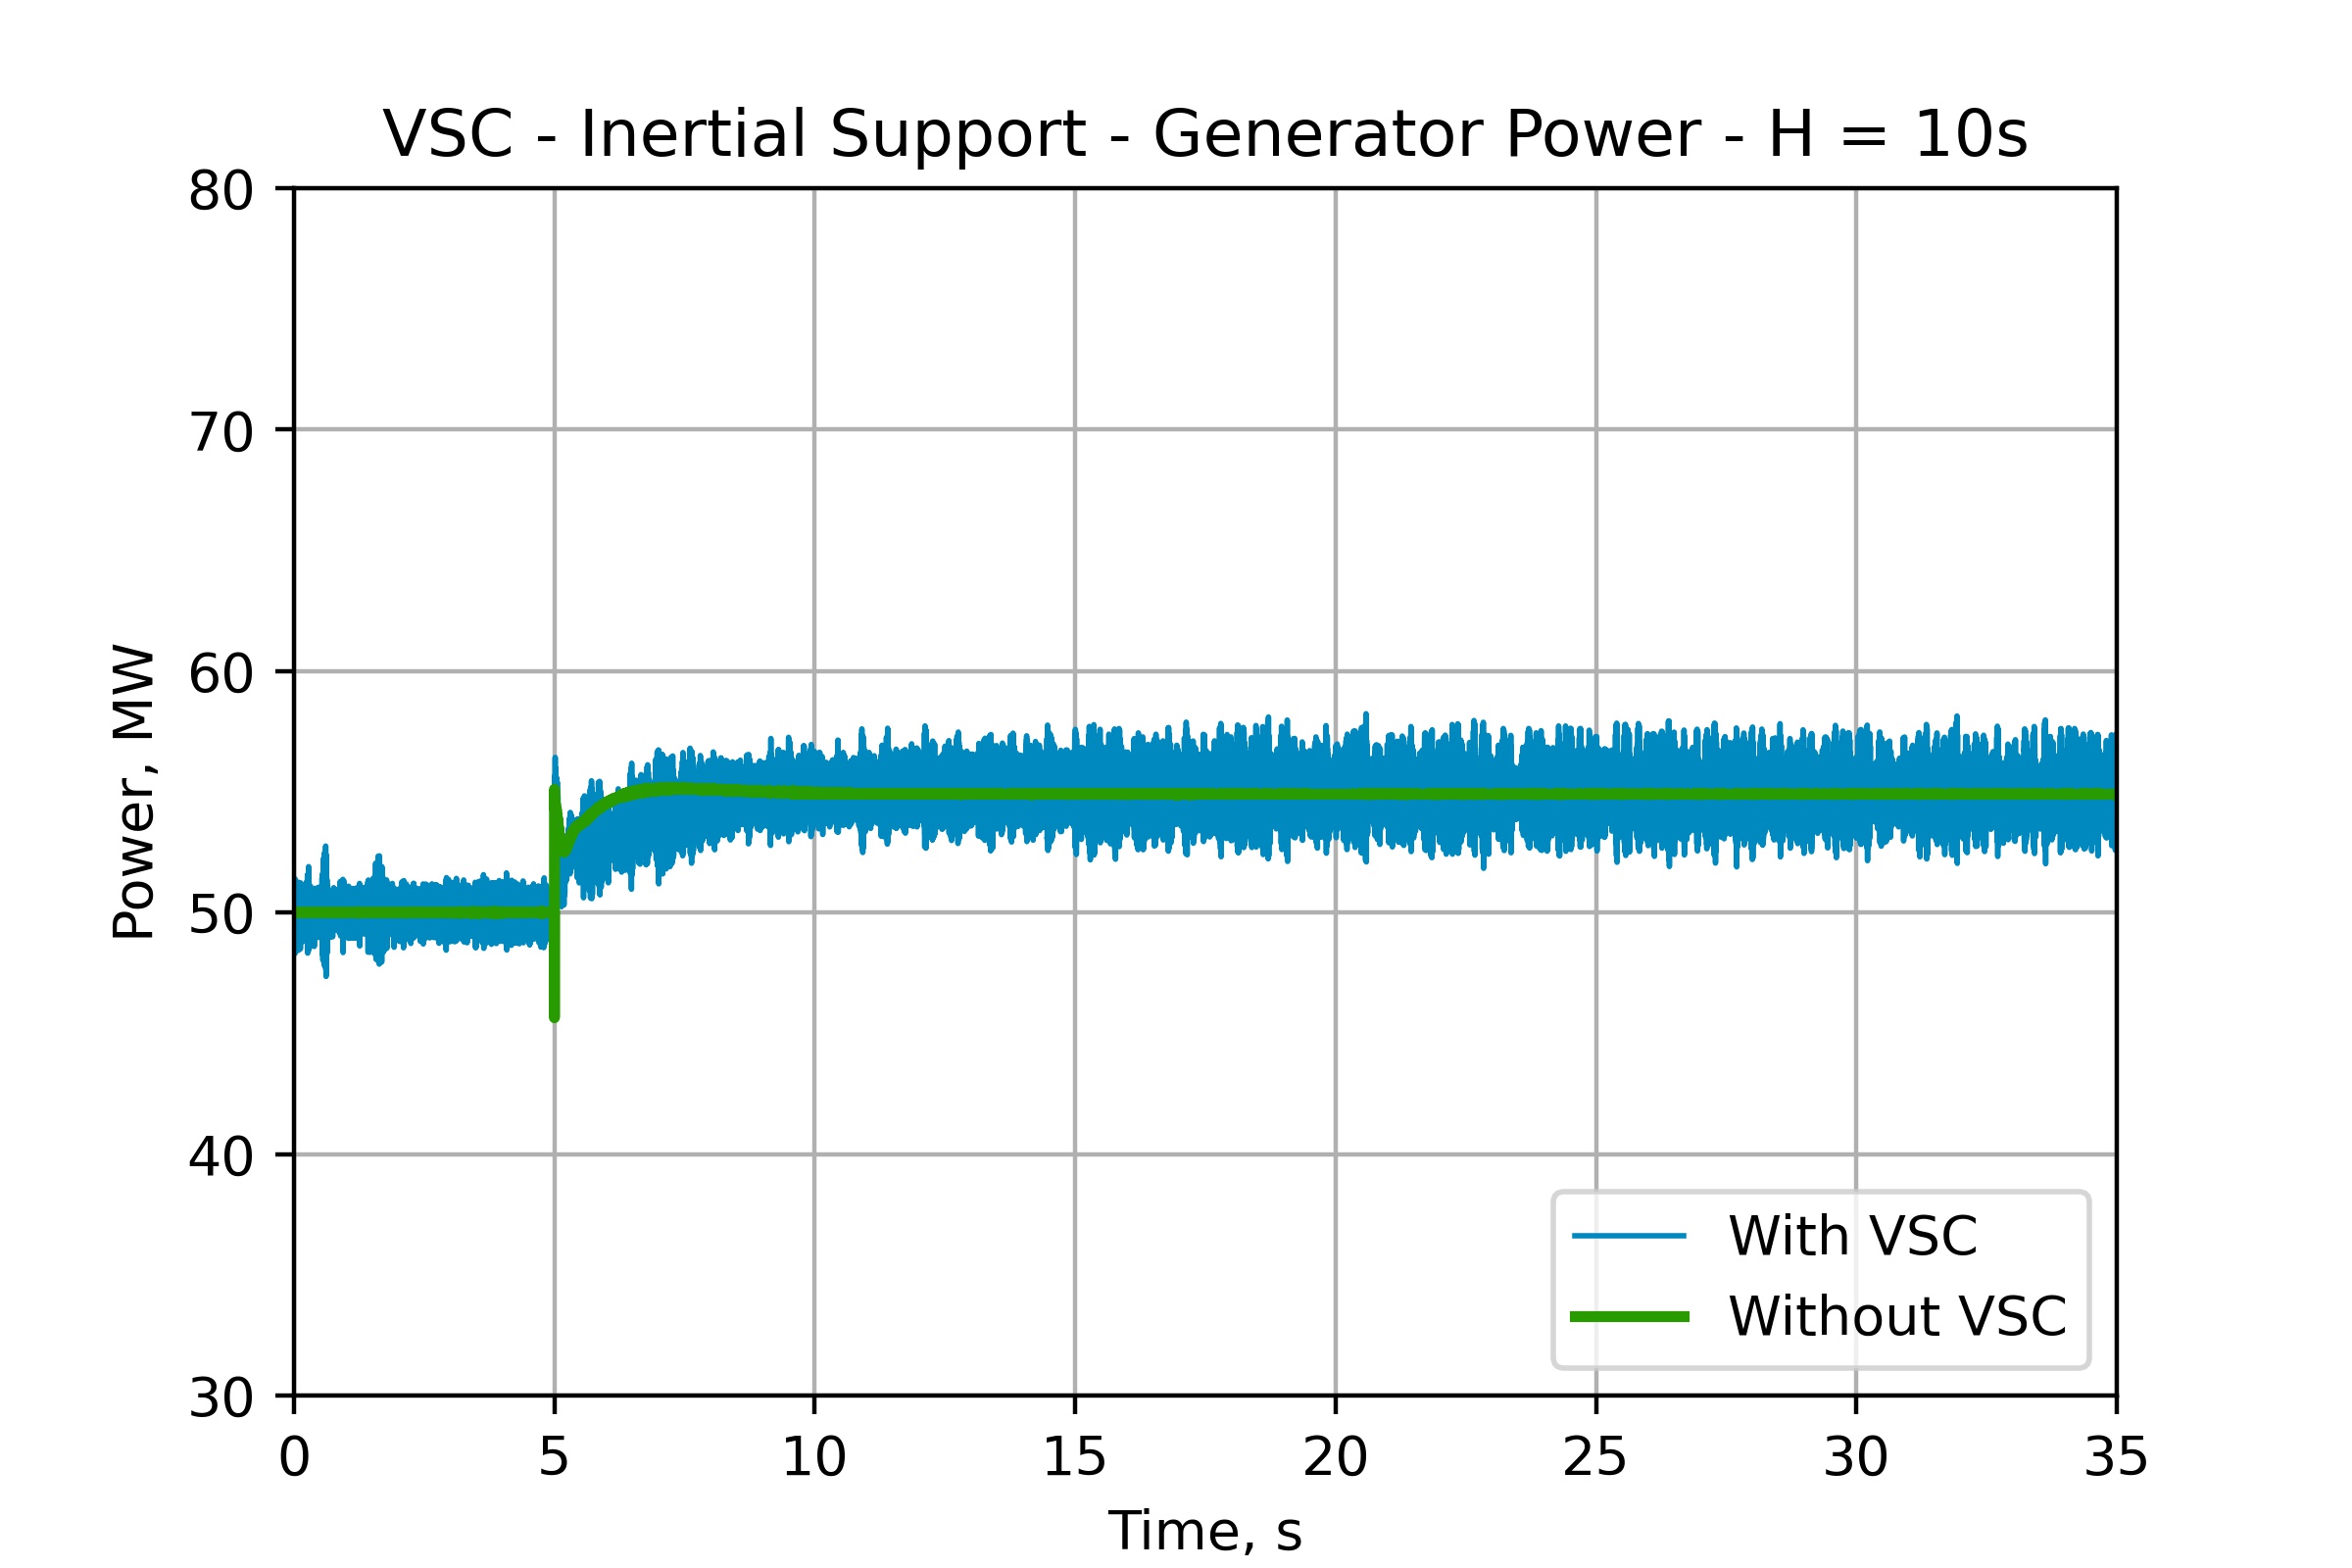 VSC - Inertial Support - Generator Power - H = 10s
80
70
60
50
40
30
Power, MW
0 5 10 15 20 25 30 35
Time, s
With VSC
Without VSC